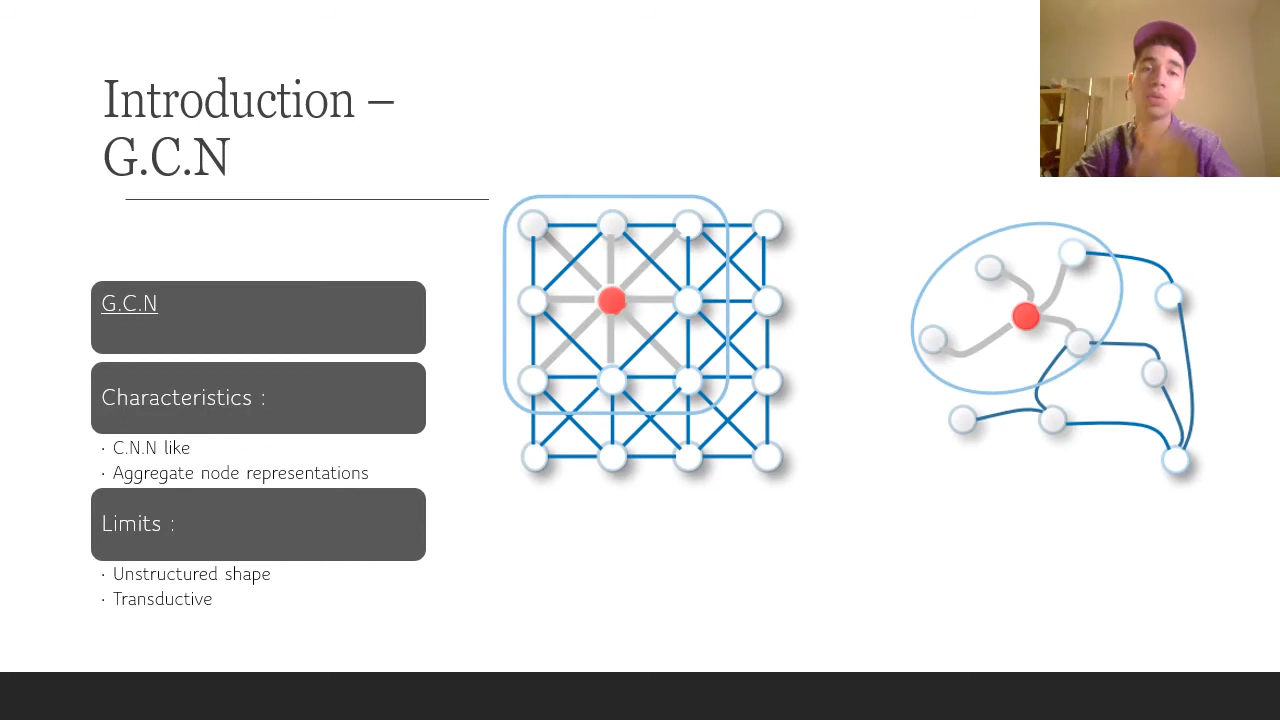 Introduction –
G.C.N
G.C.N
Characteristics :
· C.N.N like
· Aggregate node representations
Limits :
· Unstructured shape
· Transductive